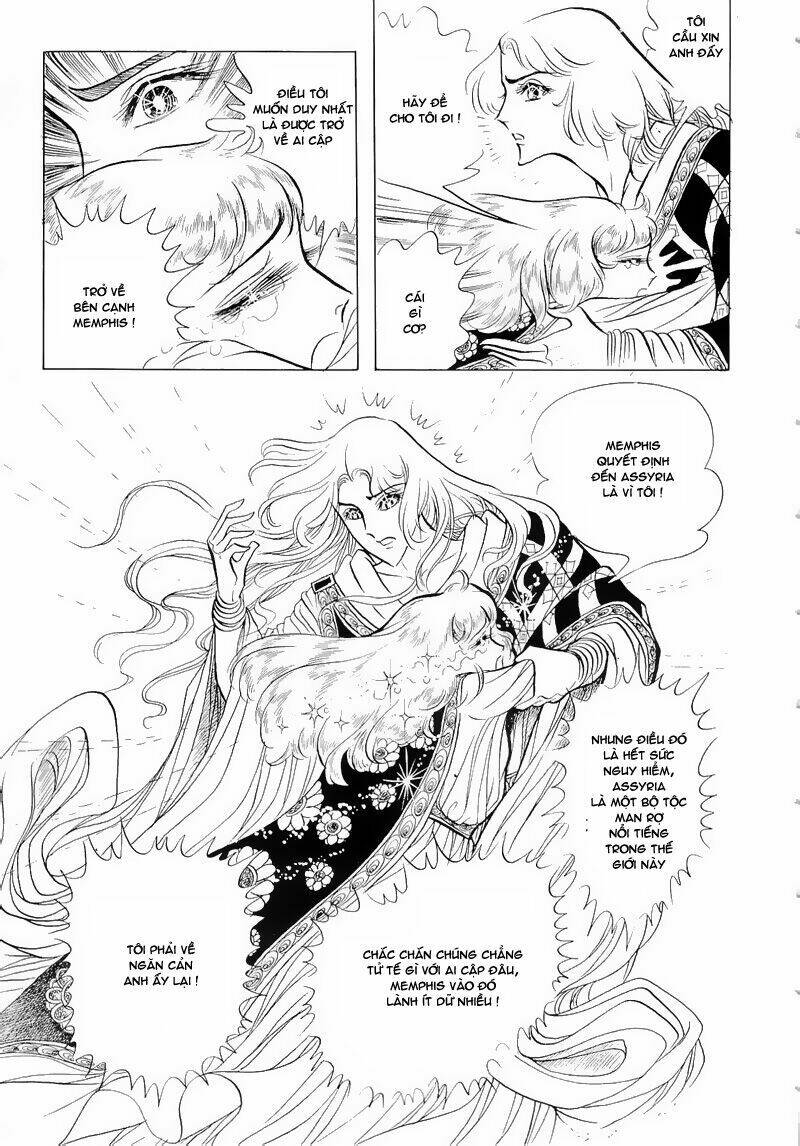 TÔI
CẦU XIN
ANH ĐẤY
HÃY ĐỂ
CHO TÔI ĐI !
CÁI
GÌ
CƠ?
ĐIỀU TÔI
MUỐN DUY NHẤT
LÀ ĐƯỢC TRỞ
VỀ AI CẬP
TRỞ VỀ
BÊN CẠNH
MEMPHIS !
MEMPHIS
QUYẾT ĐỊNH
ĐẾN ASSYRIA
LÀ VÌ TÔI !
NHƯNG ĐIỀU ĐÓ
LÀ HẾT SỨC
NGUY HIỂM,
ASSYRIA
LÀ MỘT BỘ TỘC
MAN RỢ
NỔI TIẾNG
TRONG THẾ
GIỚI NÀY
CHẮC CHẮN CHÚNG CHẲNG
TỬ TẾ GÌ VỚI AI CẬP ĐÂU,
MEMPHIS VÀO ĐÓ
LÀNH ÍT DỮ NHIỀU !
TÔI PHẢI VỀ
NGĂN CẢN
ANH ẤY LẠI !